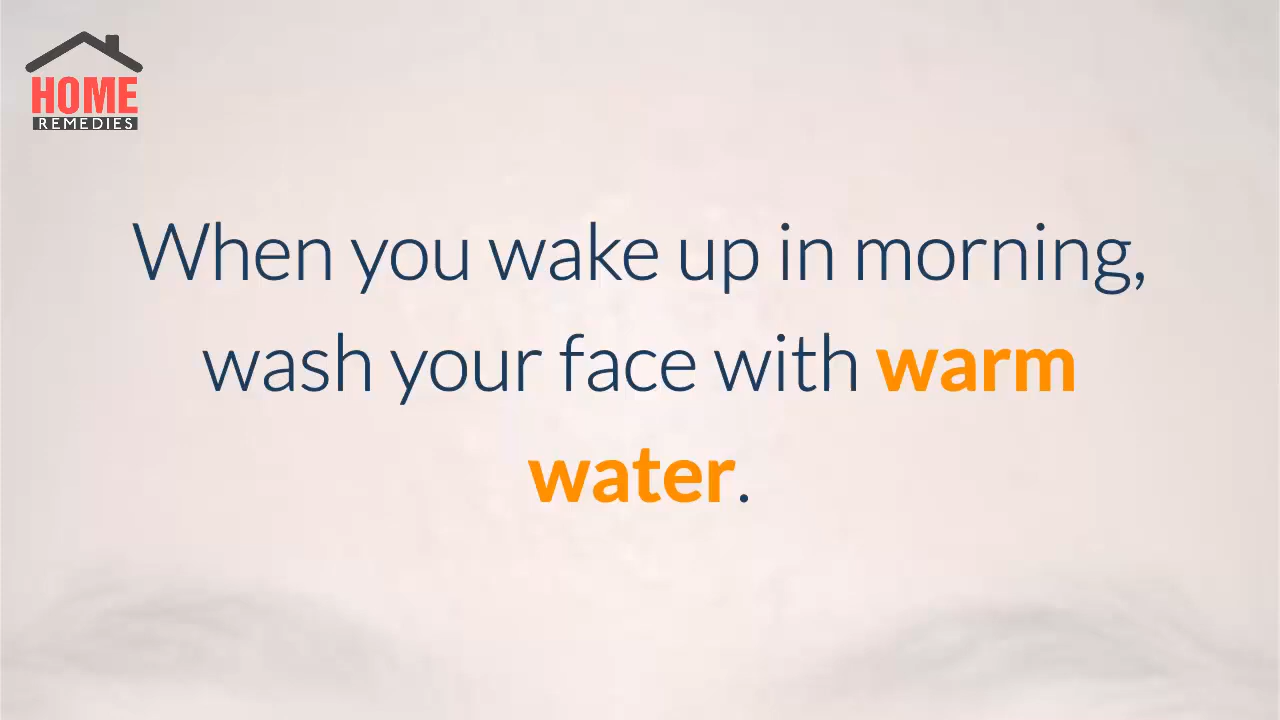 HOME
REMEDIES
When you wake up in morning,
wash your face with warm
water.